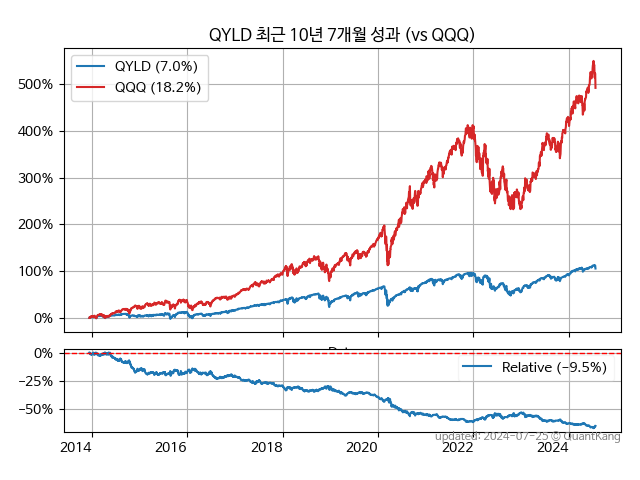 QYLD 최근 10년 7개월 성과 (vs QQQ)
QYLD (7.0%)
QQQ (18.2%)
500%
400%
300%
200%
100%
0%
Relative (−9.5%)
0%
−25%
−50%
2014 2016 2018 2020 2022 2024
updated: 2024-07-25 © QuantKang